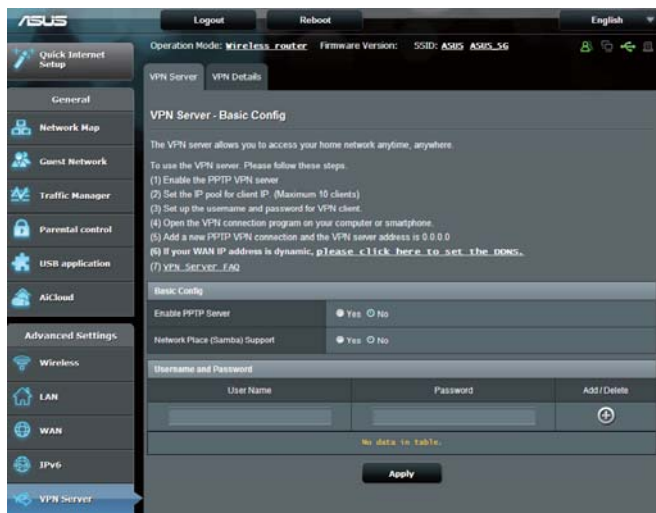 ASUS
Logout
Reboot
English
Quick Internet Setup
Operation Mode: Wireless router Firmware Version: SSID: ASUS ASUS_5G
VPN Server
VPN Details
General
Network Map
Guest Network
Traffic Manager
Parental control
USB application
AiCloud
Advanced Settings
Wireless
LAN
WAN
IPv6
VPN Server
VPN Server - Basic Config
The VPN server allows you to access your home network anytime, anywhere.
To use the VPN server. Please follow these steps.
(1) Enable the PPTP VPN server
(2) Set the IP pool for client IP. (Maximum 10 clients)
(3) Set up the username and password for VPN client.
(4) Open the VPN connection program on your computer or smartphone.
(5) Add a new PPTP VPN connection and the VPN server address is 0.0.0.0
(6) If your WAN IP address is dynamic, please click here to set the DDNS.
(7) VPN Server FAQ
Basic Config
Enable PPTP Server Yes No
Network Place (Samba) Support Yes No
Username and Password
User Name Password Add / Delete
No data in table.
Apply